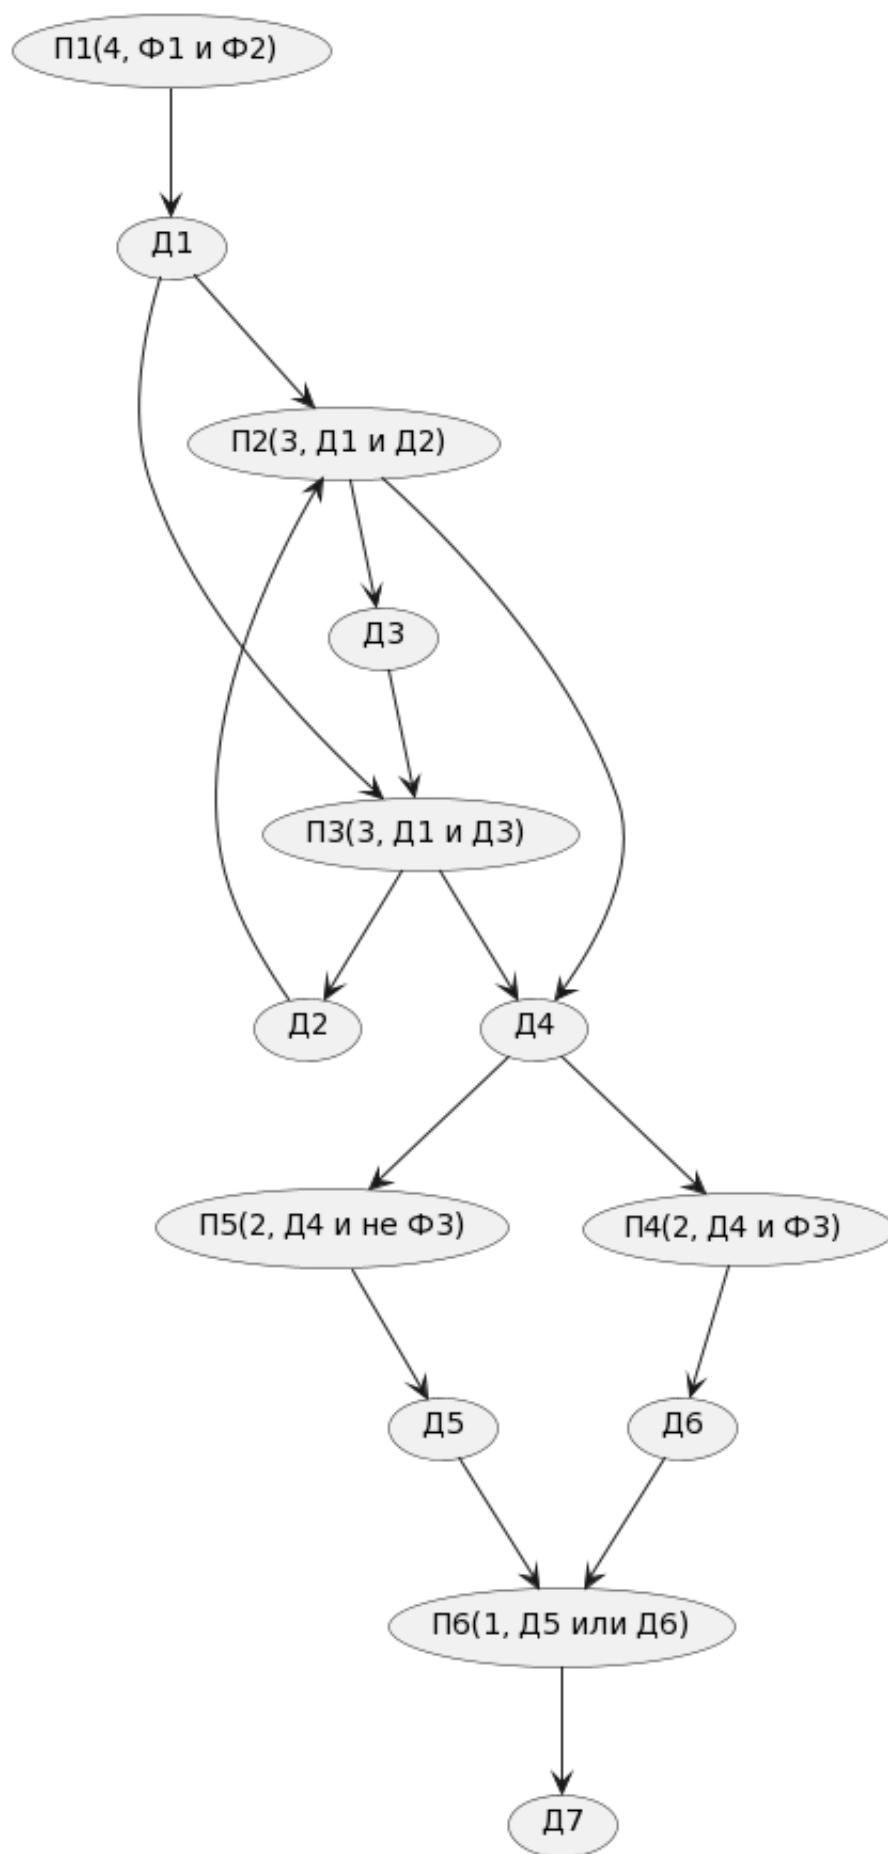 П1(4, Ф1 и Ф2)
Д1
П2(3, Д1 и Д2)
Д3
П3(3, Д1 и Д3)
Д2
Д4
П5(2, Д4 и не Ф3)
П4(2, Д4 и Ф3)
Д5
Д6
П6(1, Д5 или Д6)
Д7